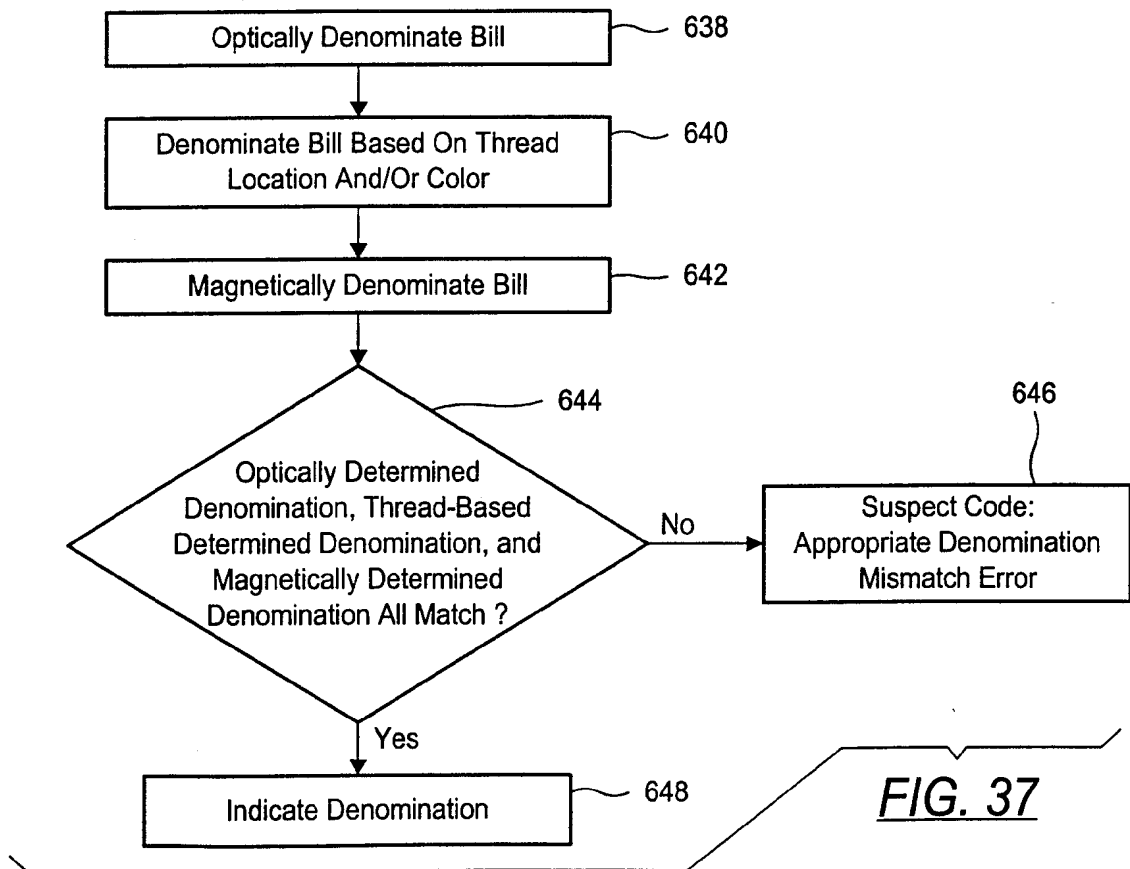 Optically Denominate Bill
638
Denominate Bill Based On Thread
Location And/Or Color
640
Magnetically Denominate Bill
642
644
Optically Determined
Denomination, Thread-Based
Determined Denomination, and
Magnetically Determined
Denomination All Match ?
No
646
Suspect Code:
Appropriate Denomination
Mismatch Error
Yes
Indicate Denomination
648
FIG. 37